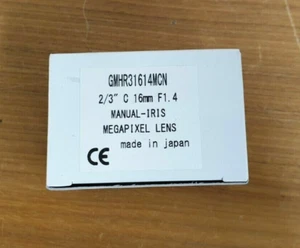 GMHR31614MCN
2/3″ C 16mm F1.4
MANUAL-IRIS
MEGAPIXEL LENS
made in japan
CE